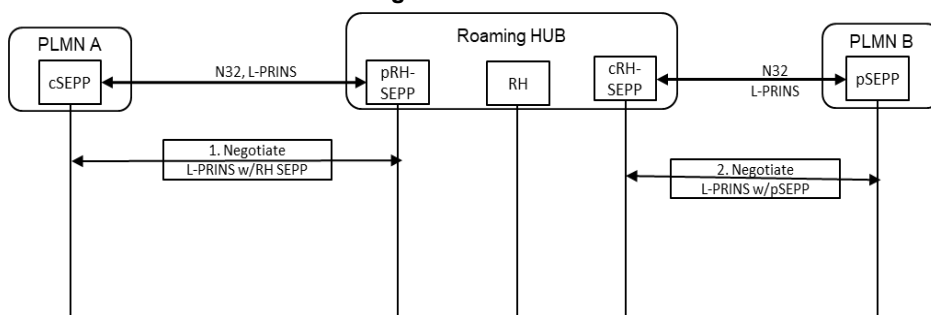 PLMN A
cSEPP
N32, L-PRINS
Roaming HUB
pRH-
SEPP
RH
cRH-
SEPP
N32
L-PRINS
PLMN B
pSEPP
1. Negotiate
L-PRINS w/RH SEPP
2. Negotiate
L-PRINS w/pSEPP